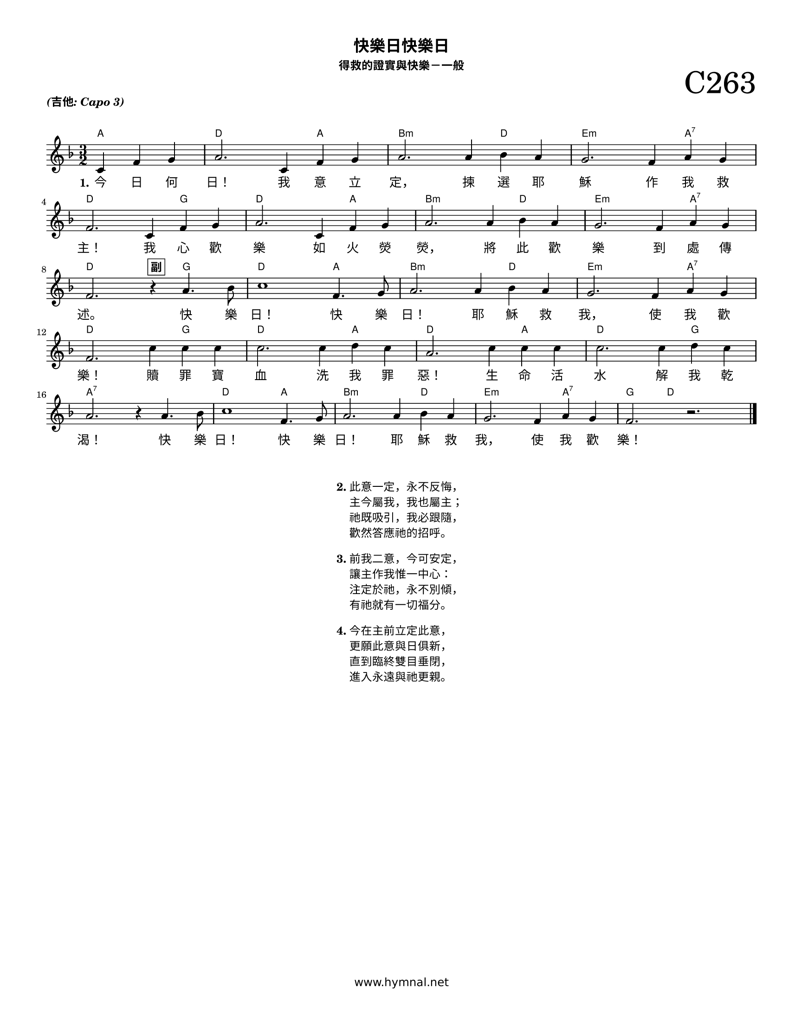 快樂日快樂日
得救的證實與快樂－一般
C263
(吉他: Capo 3)
A D A Bm D Em A7
1. 今 日 何 日！ 我 意 立 定， 揀 選 耶 穌 作 我 救
4 D G D A Bm D Em A7
主！ 我 心 歡 樂 如 火 熒 熒， 將 此 歡 樂 到 處 傳
8 D 副 G D A Bm D Em A7
述。 快 樂 日！ 快 樂 日！ 耶 穌 救 我， 使 我 歡
12 D G D A D A D G
樂！ 贖 罪 寶 血 洗 我 罪 惡！ 生 命 活 水 解 我 乾
16 A7 D A Bm D Em A7 G D
渴！ 快 樂 日！ 快 樂 日！ 耶 穌 救 我， 使 我 歡 樂！
2. 此意一定，永不反悔，
主今屬我，我也屬主；
祂既吸引，我必跟隨，
歡然答應祂的招呼。
3. 前我二意，今可安定，
讓主作我惟一中心：
注定於祂，永不別傾，
有祂就有一切福分。
4. 今在主前立定此意，
更願此意與日俱新，
直到臨終雙目垂閉，
進入永遠與祂更親。
www.hymnal.net